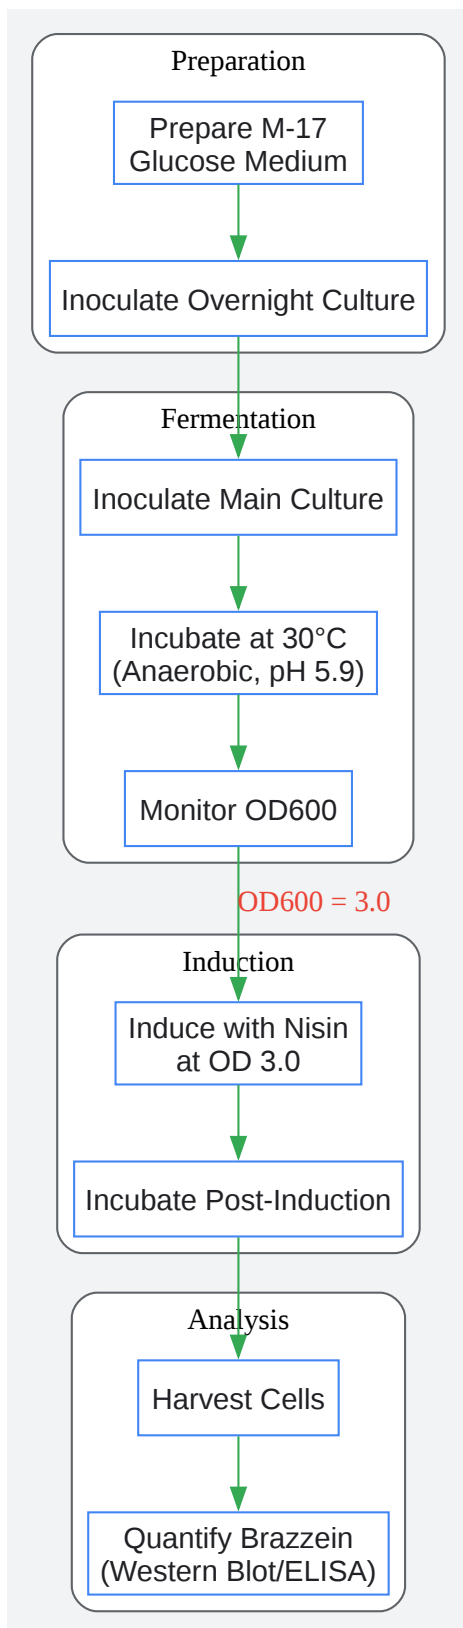 Preparation
Prepare M-17
Glucose Medium
Inoculate Overnight Culture
Fermentation
Inoculate Main Culture
Incubate at 30°C
(Anaerobic, pH 5.9)
Monitor OD600
OD600 = 3.0
Induction
Induce with Nisin
at OD 3.0
Incubate Post-Induction
Analysis
Harvest Cells
Quantify Brazzein
(Western Blot/ELISA)